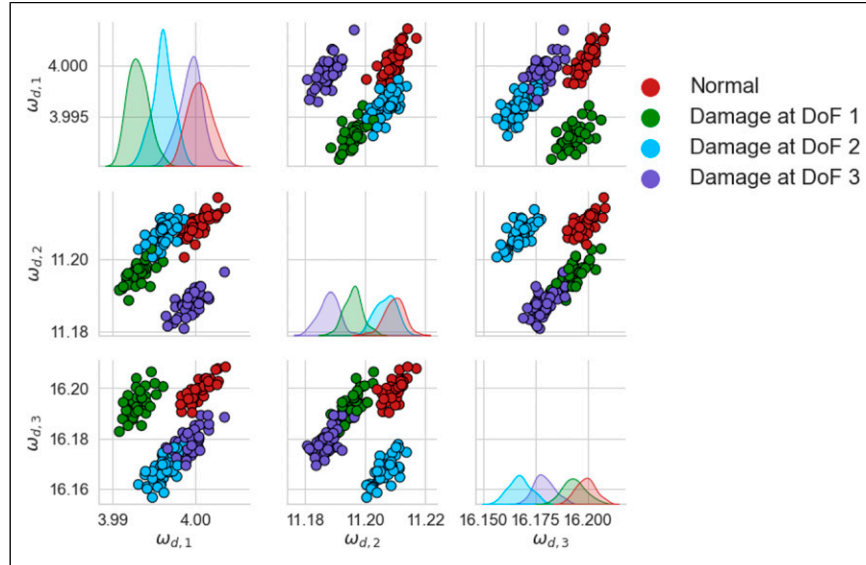 ω_{d,1}
4.000
3.995
Normal
Damage at DoF 1
Damage at DoF 2
Damage at DoF 3
ω_{d,2}
11.20
11.18
ω_{d,3}
16.20
16.18
16.16
3.99 4.00 11.18 11.20 11.22 16.150 16.175 16.200
ω_{d,1} ω_{d,2} ω_{d,3}